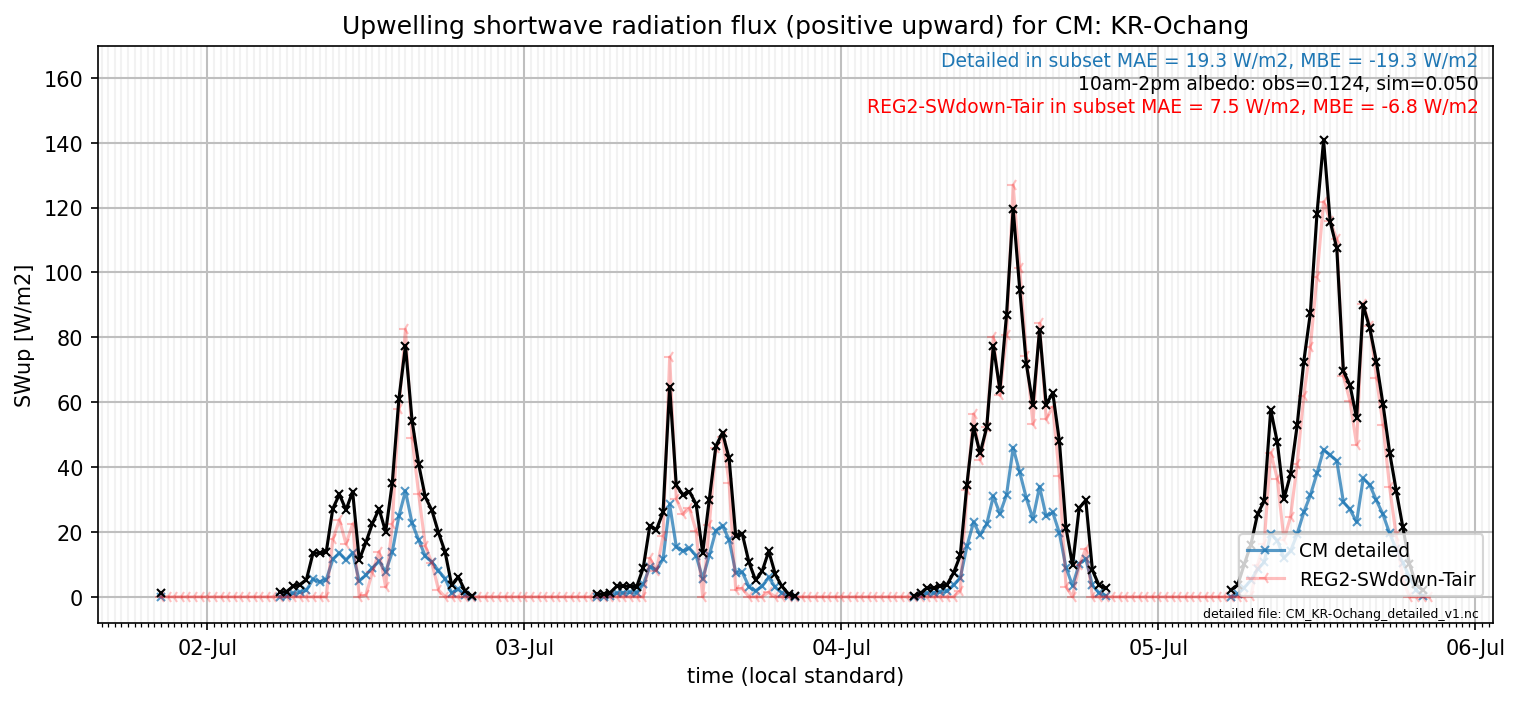 Upwelling shortwave radiation flux (positive upward) for CM: KR-Ochang
Detailed in subset MAE = 19.3 W/m2, MBE = -19.3 W/m2
10am-2pm albedo: obs=0.124, sim=0.050
REG2-SWdown-Tair in subset MAE = 7.5 W/m2, MBE = -6.8 W/m2
SWup [W/m2]
160
140
120
100
80
60
40
20
0
CM detailed
REG2-SWdown-Tair
detailed file: CM_KR-Ochang_detailed_v1.nc
02-Jul 03-Jul 04-Jul 05-Jul 06-Jul
time (local standard)